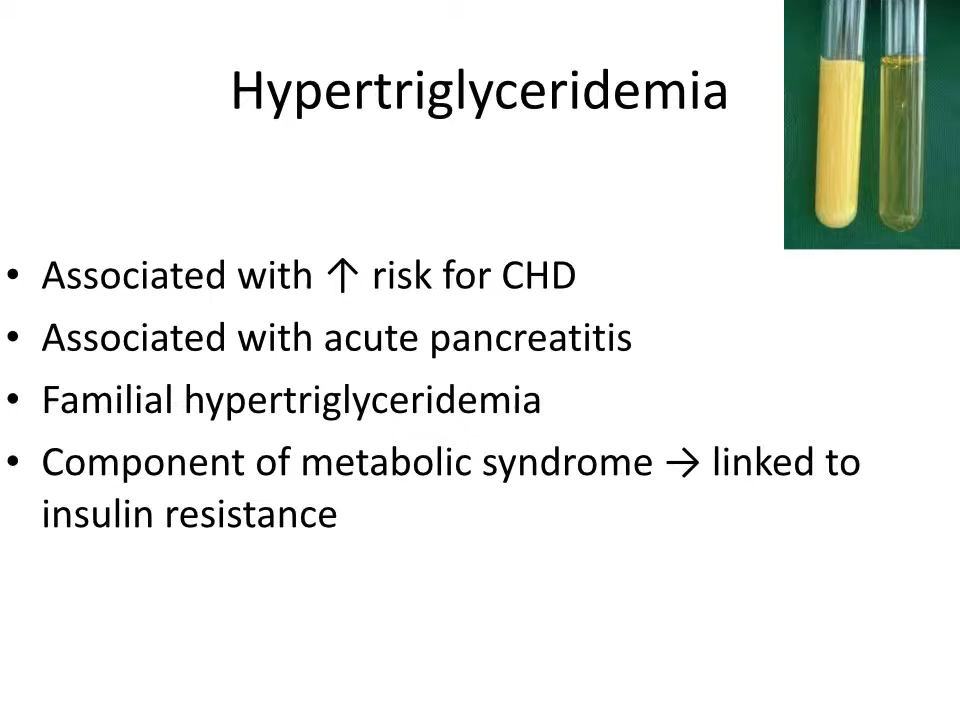 Hypertriglyceridemia
• Associated with ↑ risk for CHD
• Associated with acute pancreatitis
• Familial hypertriglyceridemia
• Component of metabolic syndrome → linked to
insulin resistance